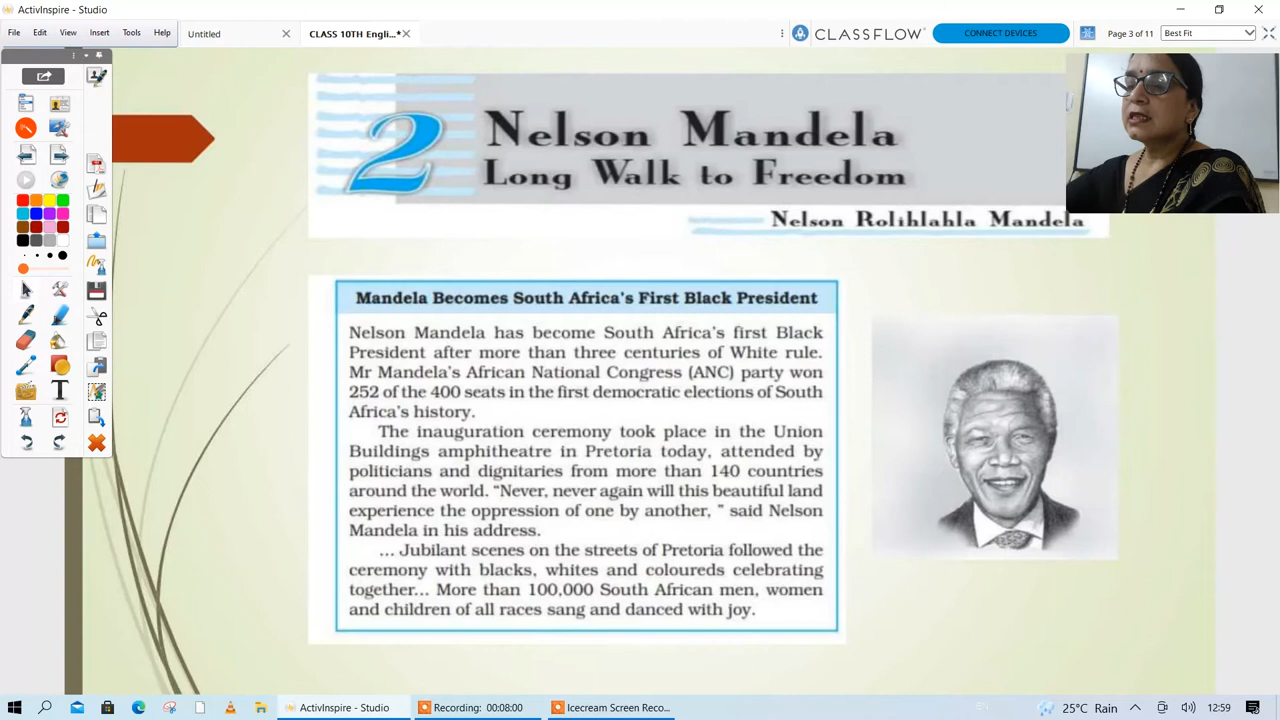 ActivInspire - Studio
File Edit View Insert Tools Help
Untitled
CLASS 10TH Engli...*
CLASSFLOW
CONNECT DEVICES
Page 3 of 11
Best Fit
2
Nelson Mandela
Long Walk to Freedom
Nelson Rolihlahla Mandela
Mandela Becomes South Africa's First Black President
Nelson Mandela has become South Africa's first Black
President after more than three centuries of White rule.
Mr Mandela's African National Congress (ANC) party won
252 of the 400 seats in the first democratic elections of South
Africa's history.
The inauguration ceremony took place in the Union
Buildings amphitheatre in Pretoria today, attended by
politicians and dignitaries from more than 140 countries
around the world. “Never, never again will this beautiful land
experience the oppression of one by another, ” said Nelson
Mandela in his address.
... Jubilant scenes on the streets of Pretoria followed the
ceremony with blacks, whites and coloureds celebrating
together... More than 100,000 South African men, women
and children of all races sang and danced with joy.
ActivInspire - Studio
Recording: 00:08:00
Icecream Screen Reco...
25°C Rain
12:59